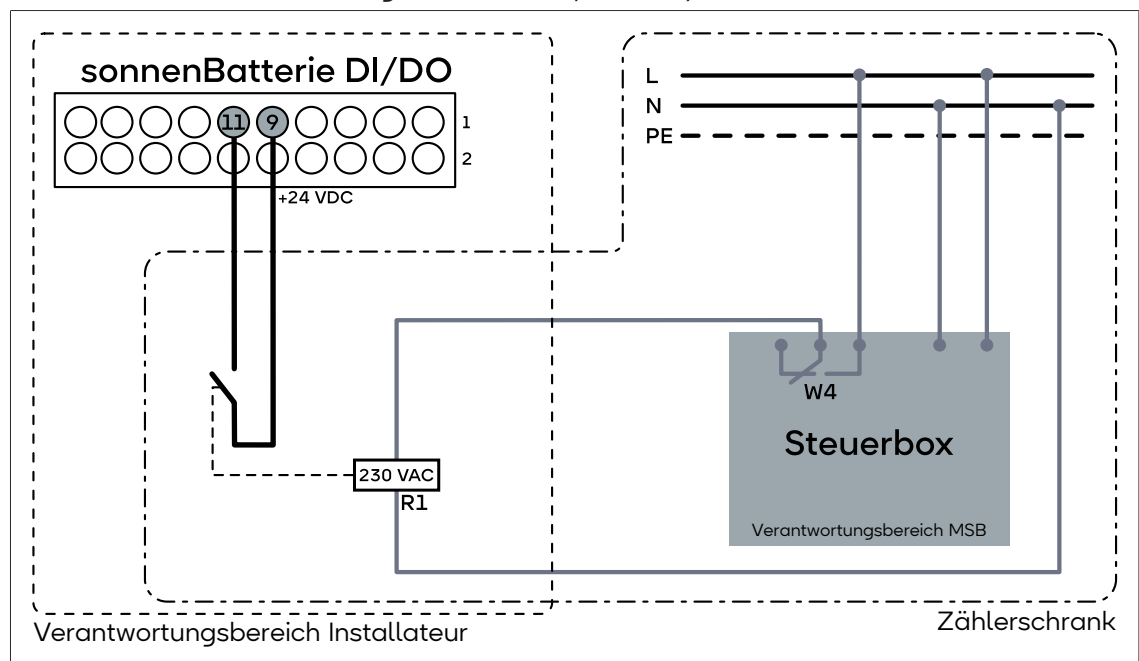 sonnenBatterie DI/DO
11 9 1
2
+24 VDC
L
N
PE
W4
Steuerbox
230 VAC
R1
Verantwortungsbereich MSB
Zählerschrank
Verantwortungsbereich Installateur